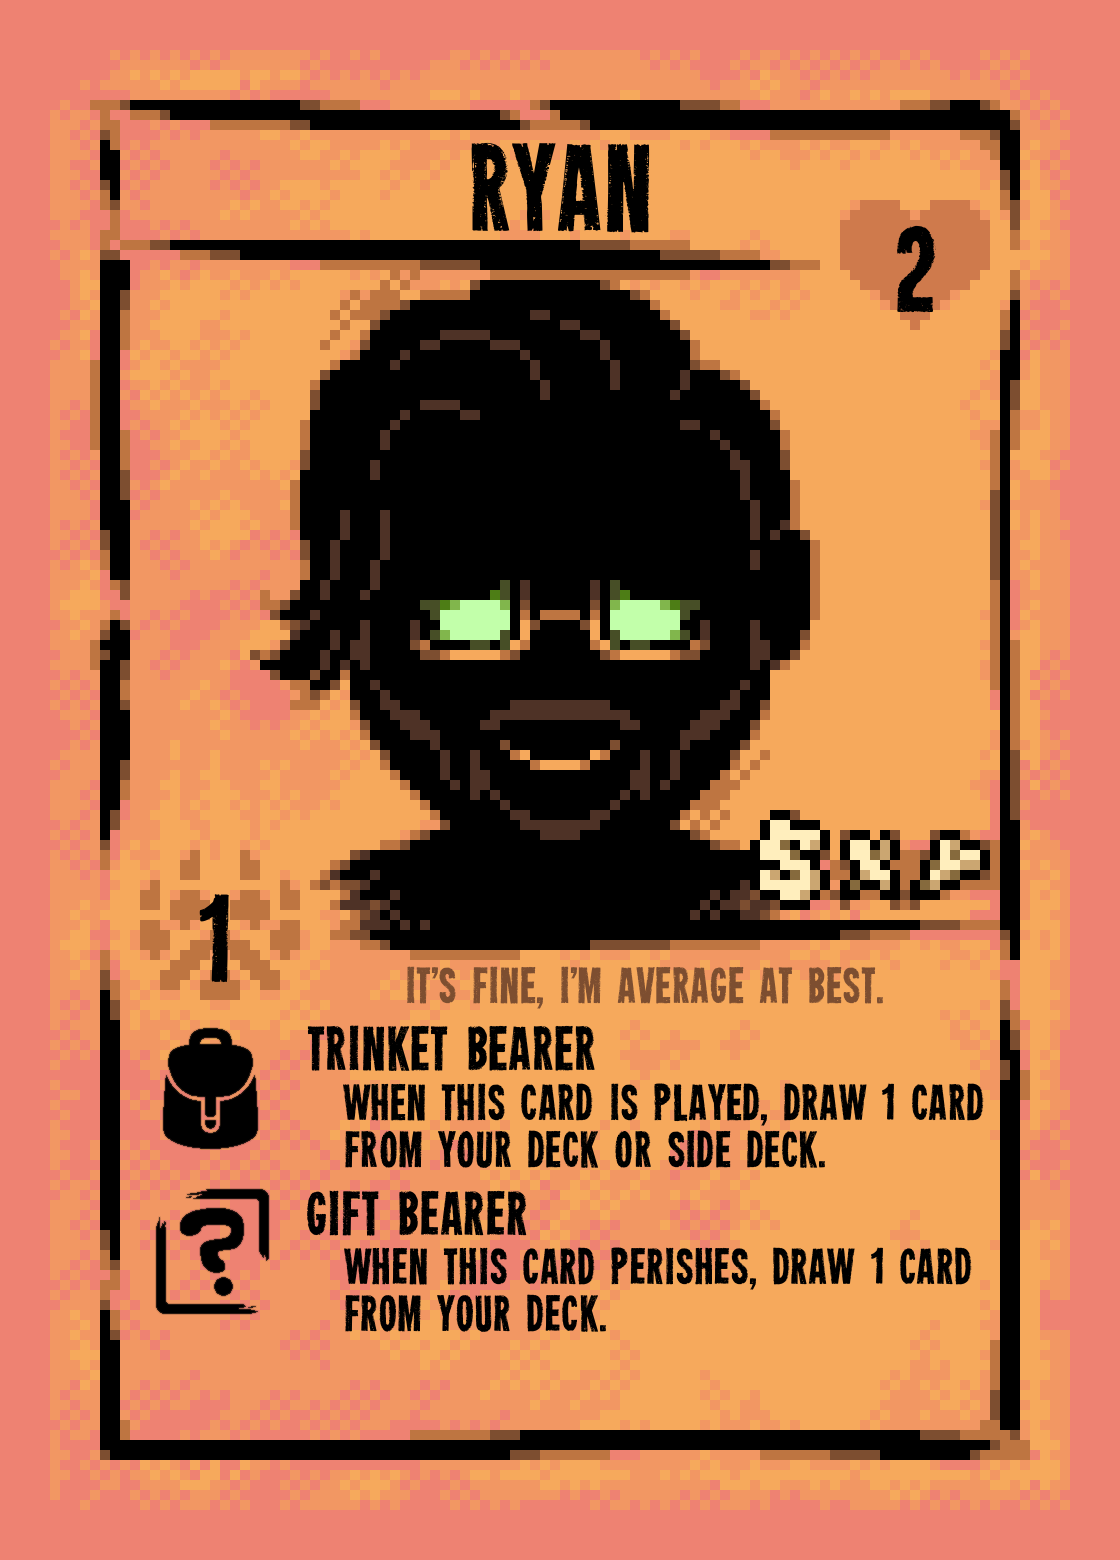 RYAN
2
5 X
1
IT'S FINE, I'M AVERAGE AT BEST.
TRINKET BEARER
WHEN THIS CARD IS PLAYED, DRAW 1 CARD
FROM YOUR DECK OR SIDE DECK.
GIFT BEARER
WHEN THIS CARD PERISHES, DRAW 1 CARD
FROM YOUR DECK.